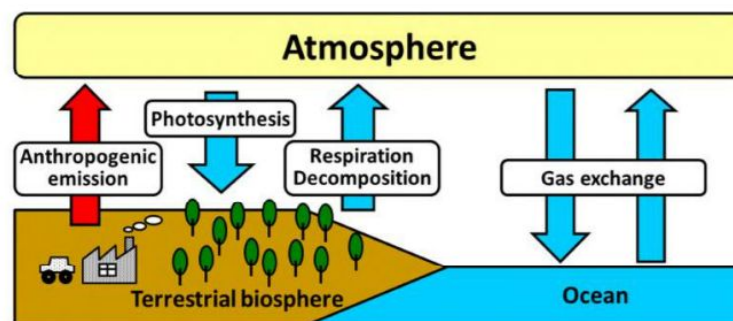 Atmosphere
Photosynthesis
Anthropogenic
emission
Respiration
Decomposition
Gas exchange
Terrestrial biosphere
Ocean